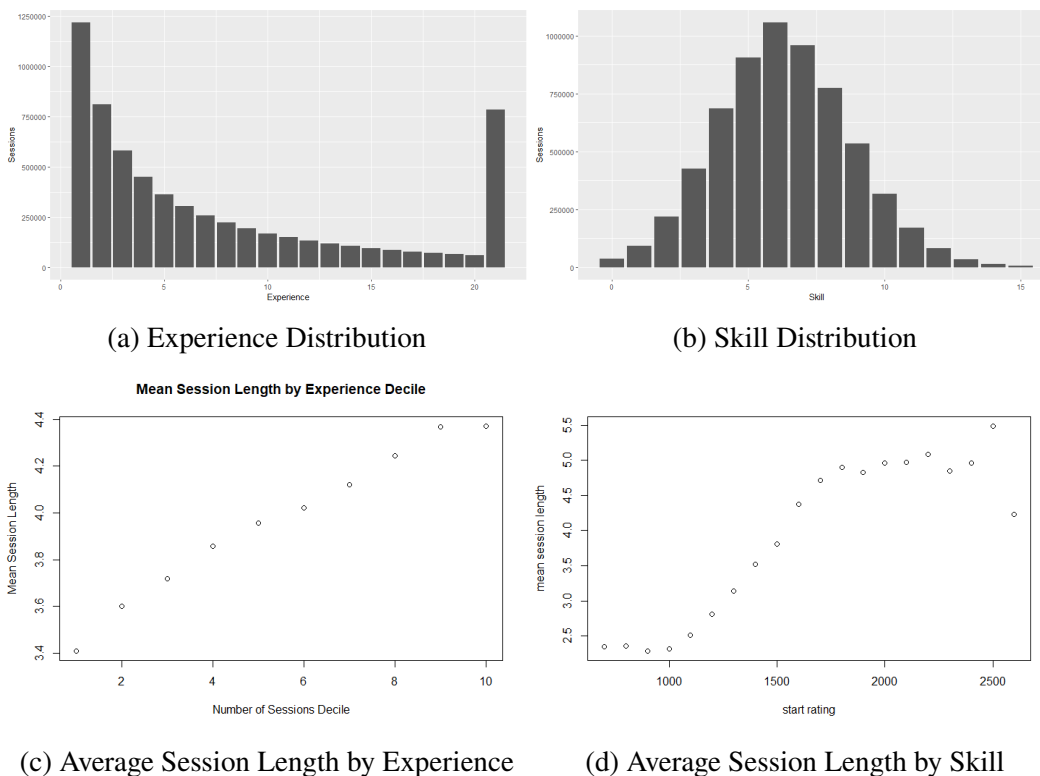 1250000
1000000
750000
500000
250000
0
Sessions
0 5 10 15 20
Experience
(a) Experience Distribution
1000000
750000
500000
250000
0
Sessions
0 5 10 15
Skill
(b) Skill Distribution
Mean Session Length by Experience Decile
4.4
4.2
4.0
3.8
3.6
3.4
Mean Session Length
2 4 6 8 10
Number of Sessions Decile
(c) Average Session Length by Experience
5.5
5.0
4.5
4.0
3.5
3.0
2.5
mean session length
1000 1500 2000 2500
start rating
(d) Average Session Length by Skill